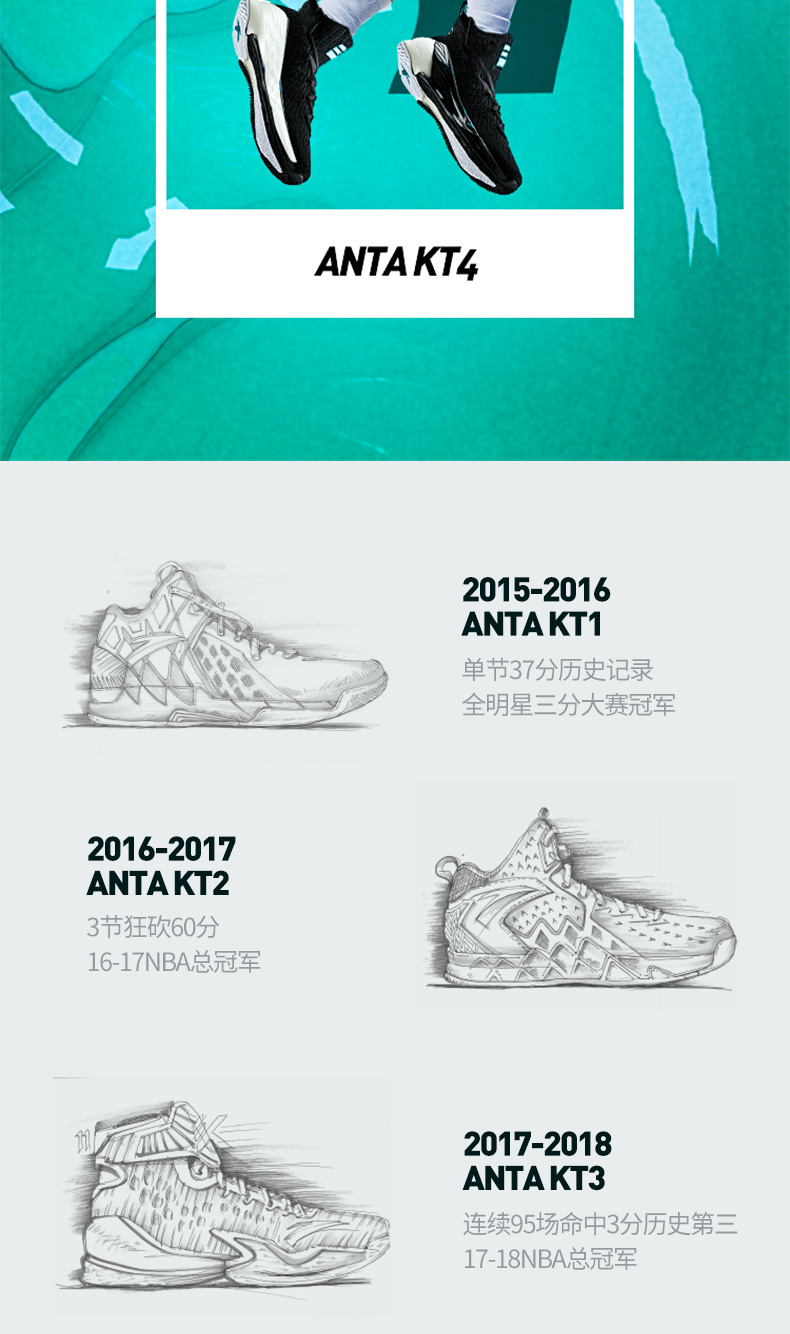 ANTA KT4
2015-2016
ANTA KT1
单节37分历史记录
全明星三分大赛冠军
2016-2017
ANTA KT2
3节狂砍60分
16-17NBA总冠军
11
2017-2018
ANTA KT3
连续95场命中3分历史第三
17-18NBA总冠军